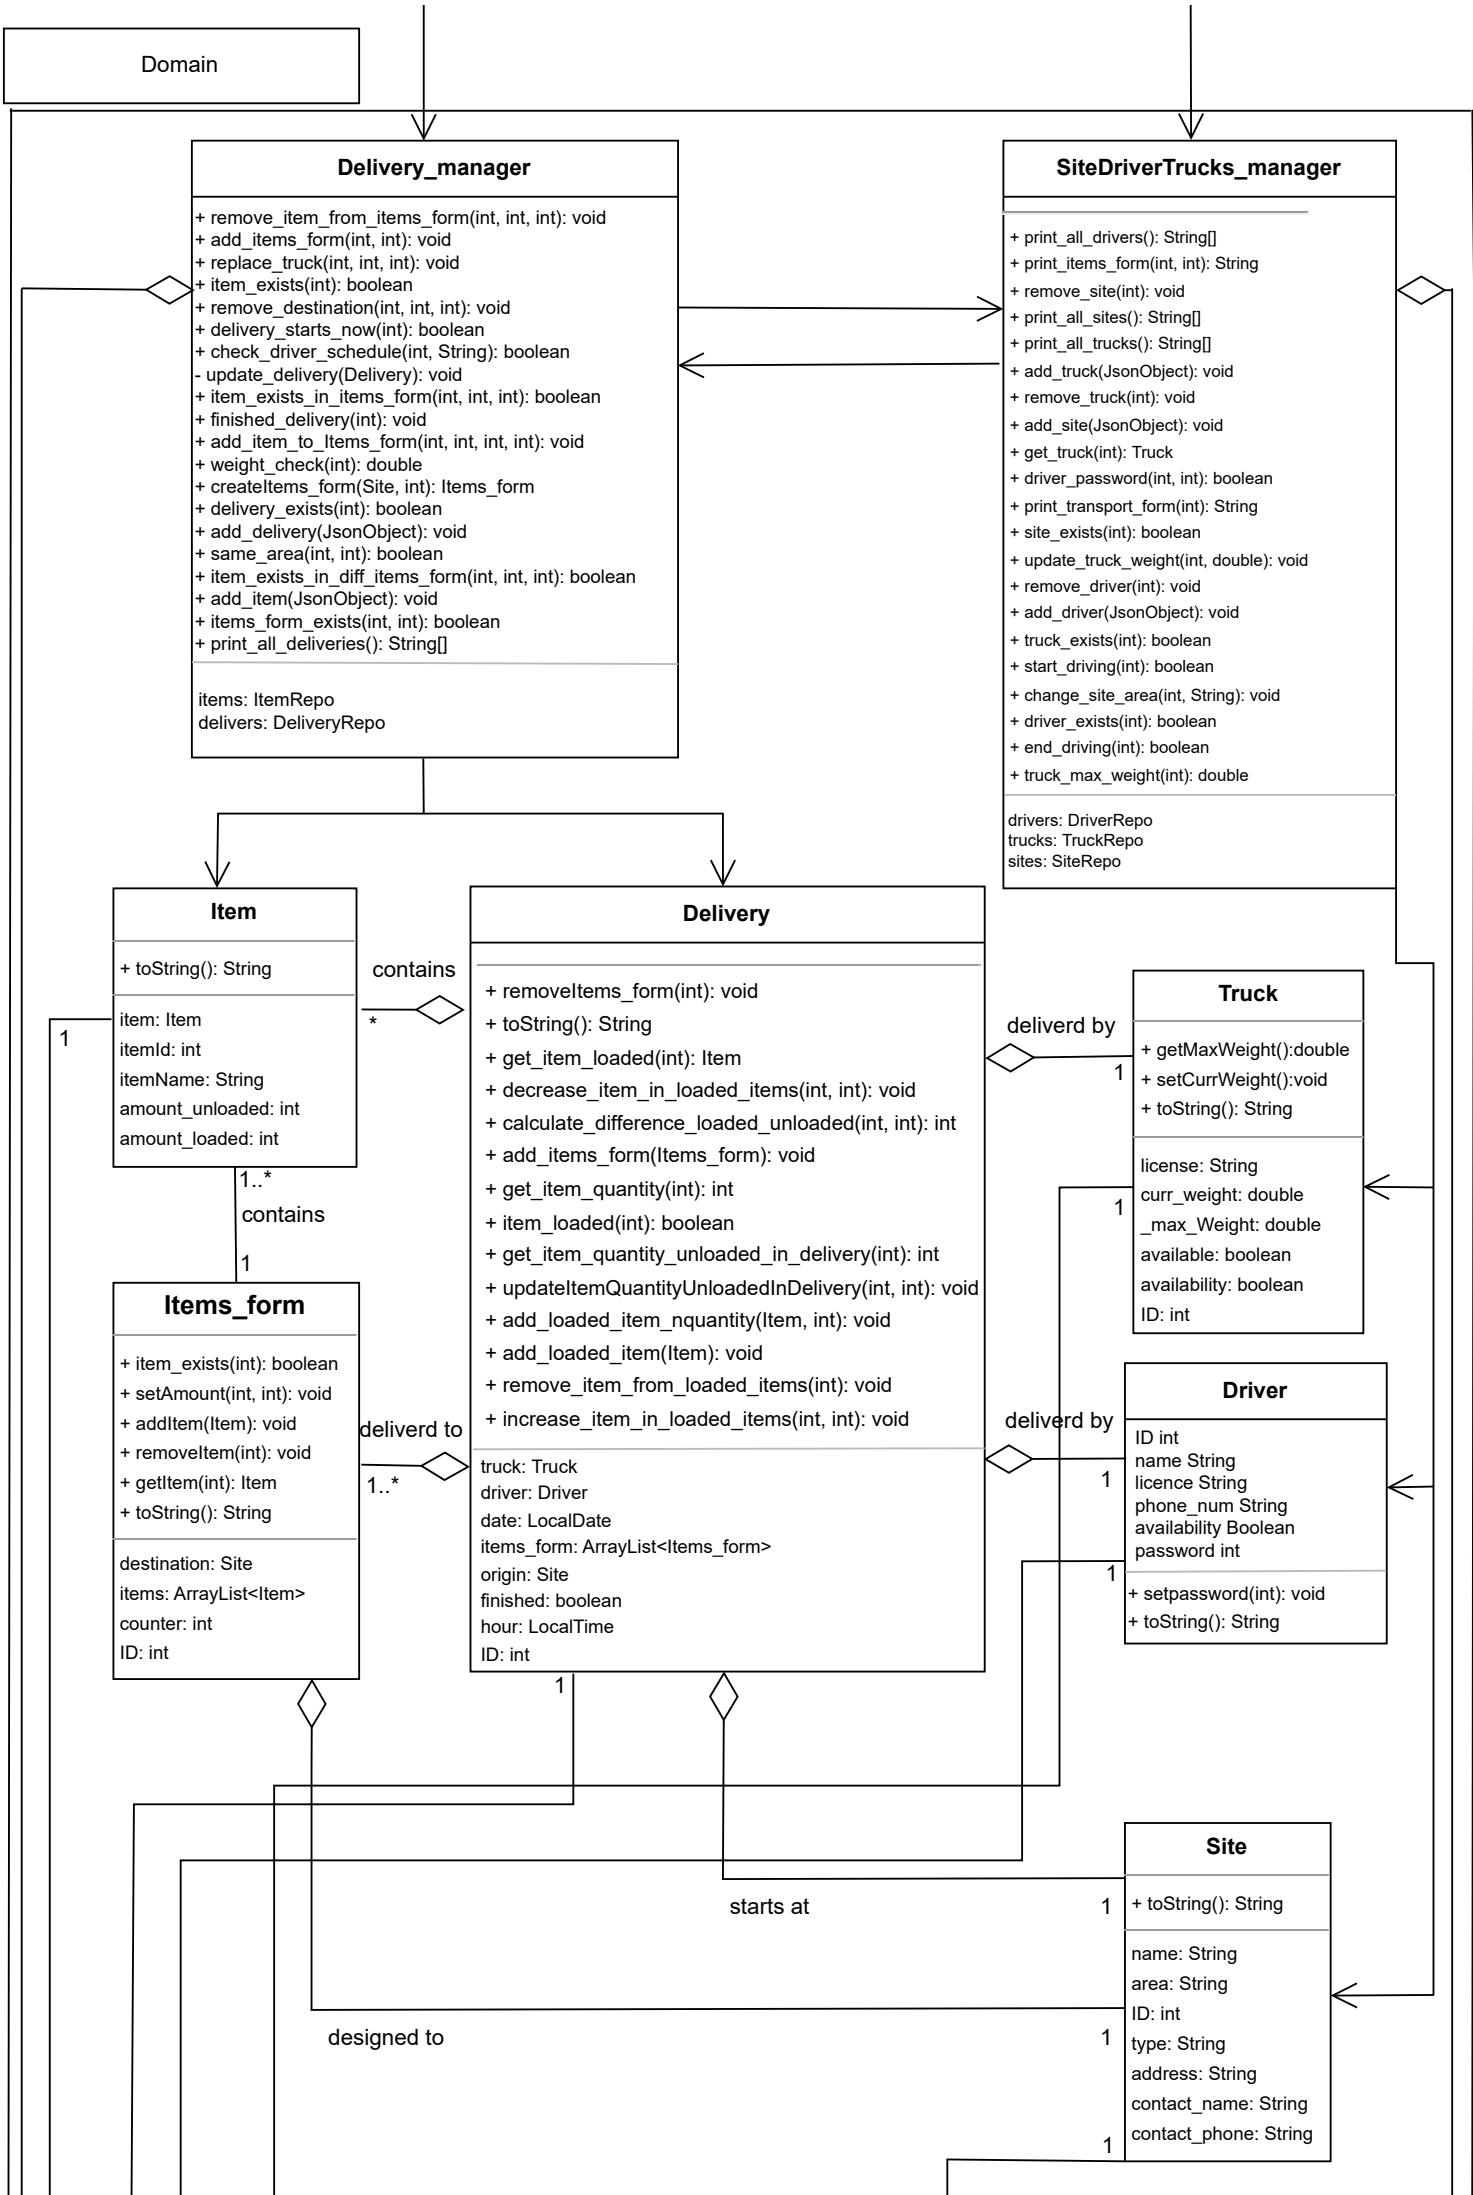 Domain
Delivery_manager
+ remove_item_from_items_form(int, int, int): void
+ add_items_form(int, int): void
+ replace_truck(int, int, int): void
+ item_exists(int): boolean
+ remove_destination(int, int, int): void
+ delivery_starts_now(int): boolean
+ check_driver_schedule(int, String): boolean
- update_delivery(Delivery): void
+ item_exists_in_items_form(int, int, int): boolean
+ finished_delivery(int): void
+ add_item_to_Items_form(int, int, int, int): void
+ weight_check(int): double
+ createItems_form(Site, int): Items_form
+ delivery_exists(int): boolean
+ add_delivery(JsonObject): void
+ same_area(int, int): boolean
+ item_exists_in_diff_items_form(int, int, int): boolean
+ add_item(JsonObject): void
+ items_form_exists(int, int): boolean
+ print_all_deliveries(): String[]
items: ItemRepo
delivers: DeliveryRepo
SiteDriverTrucks_manager
+ print_all_drivers(): String[]
+ print_items_form(int, int): String
+ remove_site(int): void
+ print_all_sites(): String[]
+ print_all_trucks(): String[]
+ add_truck(JsonObject): void
+ remove_truck(int): void
+ add_site(JsonObject): void
+ get_truck(int): Truck
+ driver_password(int, int): boolean
+ print_transport_form(int): String
+ site_exists(int): boolean
+ update_truck_weight(int, double): void
+ remove_driver(int): void
+ add_driver(JsonObject): void
+ truck_exists(int): boolean
+ start_driving(int): boolean
+ change_site_area(int, String): void
+ driver_exists(int): boolean
+ end_driving(int): boolean
+ truck_max_weight(int): double
drivers: DriverRepo
trucks: TruckRepo
sites: SiteRepo
Item
+ toString(): String
item: Item
itemId: int
itemName: String
amount_unloaded: int
amount_loaded: int
1
contains
*
1..*
contains
1
Delivery
+ removeItems_form(int): void
+ toString(): String
+ get_item_loaded(int): Item
+ decrease_item_in_loaded_items(int, int): void
+ calculate_difference_loaded_unloaded(int, int): int
+ add_items_form(Items_form): void
+ get_item_quantity(int): int
+ item_loaded(int): boolean
+ get_item_quantity_unloaded_in_delivery(int): int
+ updateItemQuantityUnloadedInDelivery(int, int): void
+ add_loaded_item_nquantity(Item, int): void
+ add_loaded_item(Item): void
+ remove_item_from_loaded_items(int): void
+ increase_item_in_loaded_items(int, int): void
truck: Truck
driver: Driver
date: LocalDate
items_form: ArrayList<Items_form>
origin: Site
finished: boolean
hour: LocalTime
ID: int
1
deliverd by
1
Truck
+ getMaxWeight():double
+ setCurrWeight():void
+ toString(): String
license: String
curr_weight: double
_max_Weight: double
available: boolean
availability: boolean
ID: int
1
Items_form
+ item_exists(int): boolean
+ setAmount(int, int): void
+ addItem(Item): void
+ removeItem(int): void
+ getItem(int): Item
+ toString(): String
destination: Site
items: ArrayList<Item>
counter: int
ID: int
deliverd to
1..*
deliverd by
1
Driver
ID int
name String
licence String
phone_num String
availability Boolean
password int
+ setpassword(int): void
+ toString(): String
1
starts at
1
designed to
1
Site
+ toString(): String
name: String
area: String
ID: int
type: String
address: String
contact_name: String
contact_phone: String
1